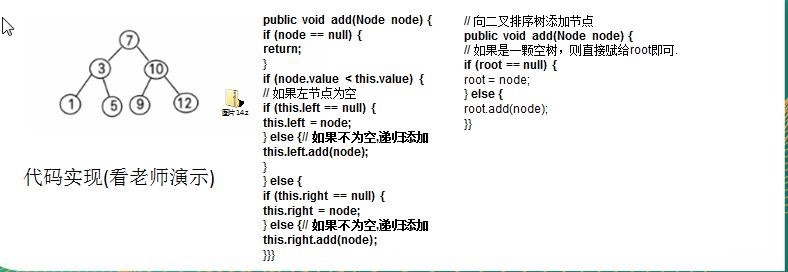 7
3
10
1
5
9
12
图片14.z
代码实现(看老师演示)
public void add(Node node) {
if (node == null) {
return;
}
if (node.value < this.value) {
// 如果左节点为空
if (this.left == null) {
this.left = node;
} else {// 如果不为空,递归添加
this.left.add(node);
}
} else {
if (this.right == null) {
this.right = node;
} else {// 如果不为空,递归添加
this.right.add(node);
}}}
// 向二叉排序树添加节点
public void add(Node node) {
// 如果是一颗空树，则直接赋给root即可.
if (root == null) {
root = node;
} else {
root.add(node);
}}